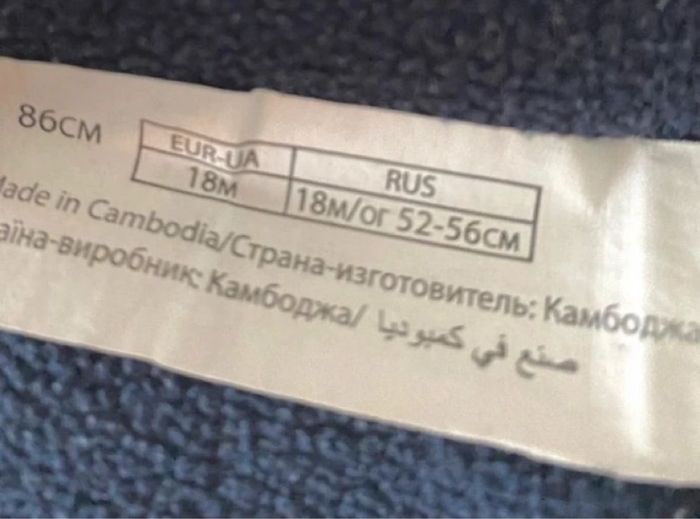 86CM
EUR-UA RUS
18M 18M/ОГ 52-56CM
Made in Cambodia/Страна-изготовитель: Камбоджа
аїна-виробник: Камбоджа/ صنع في كمبوديا